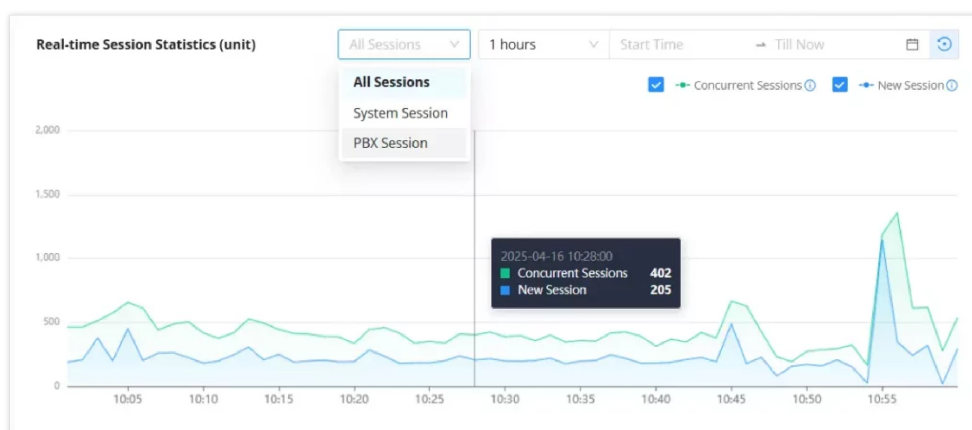 Real-time Session Statistics (unit)
All Sessions
1 hours
Start Time
Till Now
All Sessions
System Session
PBX Session
Concurrent Sessions
New Session
2,000
1,500
1,000
500
0
2025-04-16 10:28:00
Concurrent Sessions 402
New Session 205
10:05 10:10 10:15 10:20 10:25 10:30 10:35 10:40 10:45 10:50 10:55